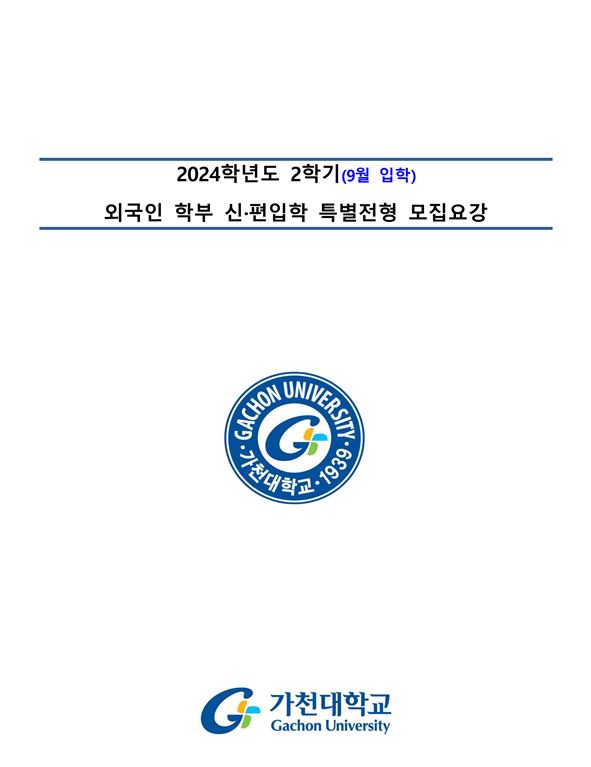 2024학년도 2학기(9월 입학)
외국인 학부 신·편입학 특별전형 모집요강
GACHON UNIVERSITY
가천대학교·1939
가천대학교
Gachon University